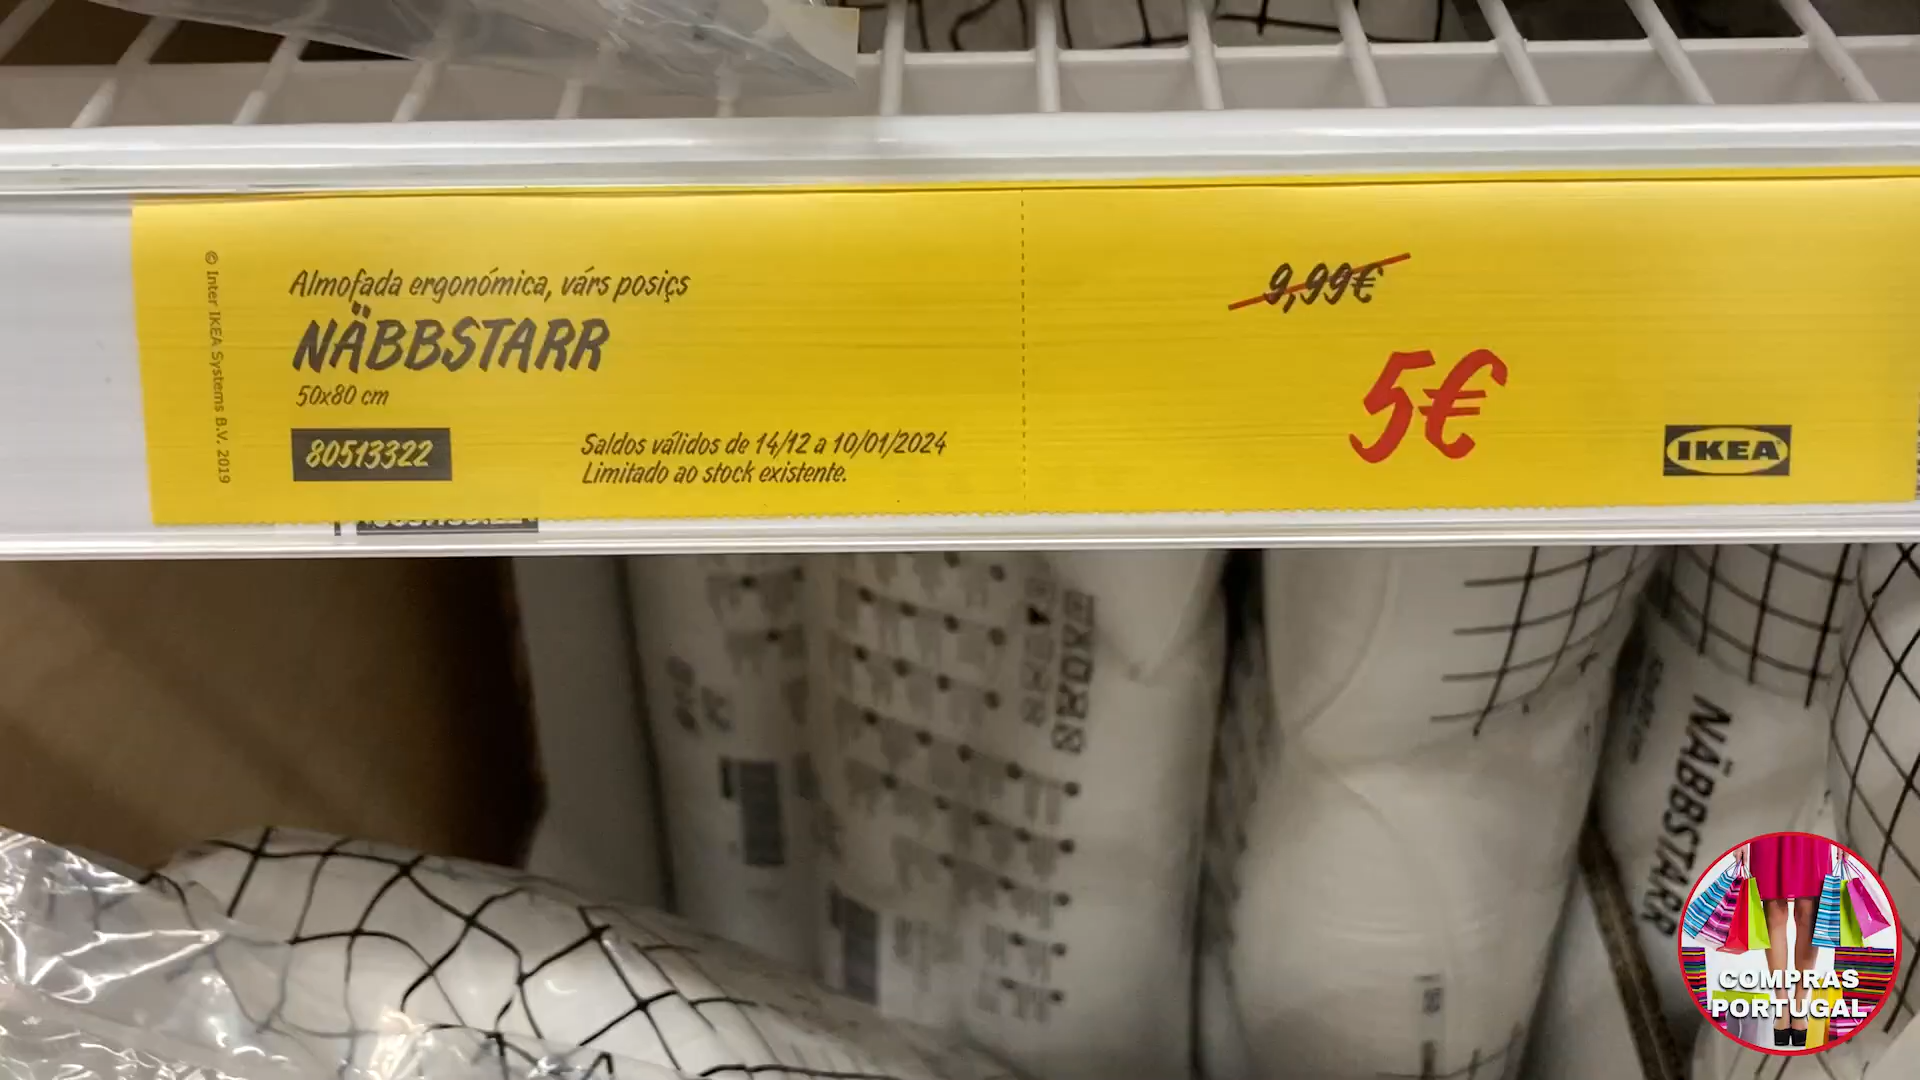 © Inter IKEA Systems B.V. 2019
Almofada ergonómica, várs posiçs
NÄBBSTARR
50x80 cm
80513322
Saldos válidos de 14/12 a 10/01/2024
Limitado ao stock existente.
9,99€
5€
IKEA
NÄBBSTARR
COMPRAS
PORTUGAL